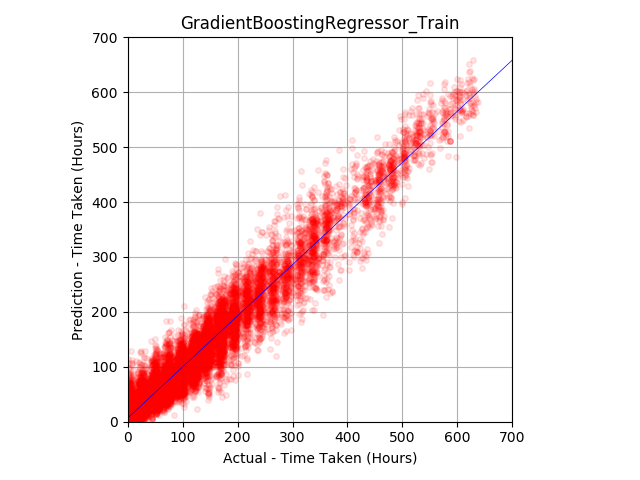 GradientBoostingRegressor_Train
700
600
500
400
300
200
100
0
Prediction - Time Taken (Hours)
0 100 200 300 400 500 600 700
Actual - Time Taken (Hours)